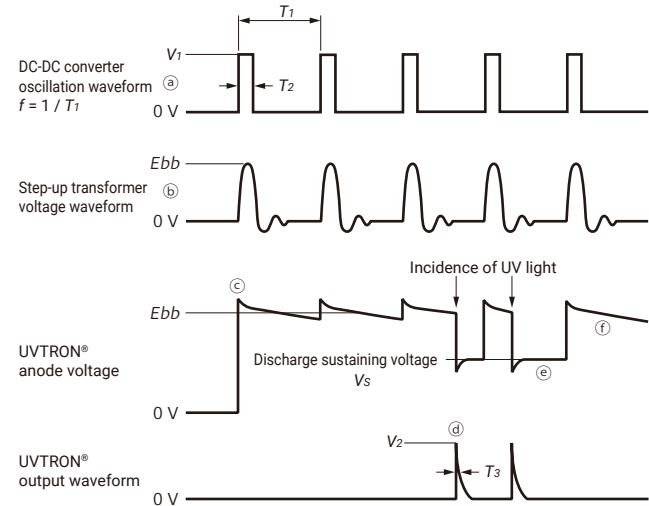 T1
V1
DC-DC converter
oscillation waveform
f = 1 / T1
ⓐ
T2
0 V
Ebb
Step-up transformer
voltage waveform
ⓑ
0 V
Incidence of UV light
ⓒ
Ebb
ⓕ
UVTRON®
anode voltage
Discharge sustaining voltage
Vs
ⓔ
0 V
V2
ⓓ
UVTRON®
output waveform
T3
0 V